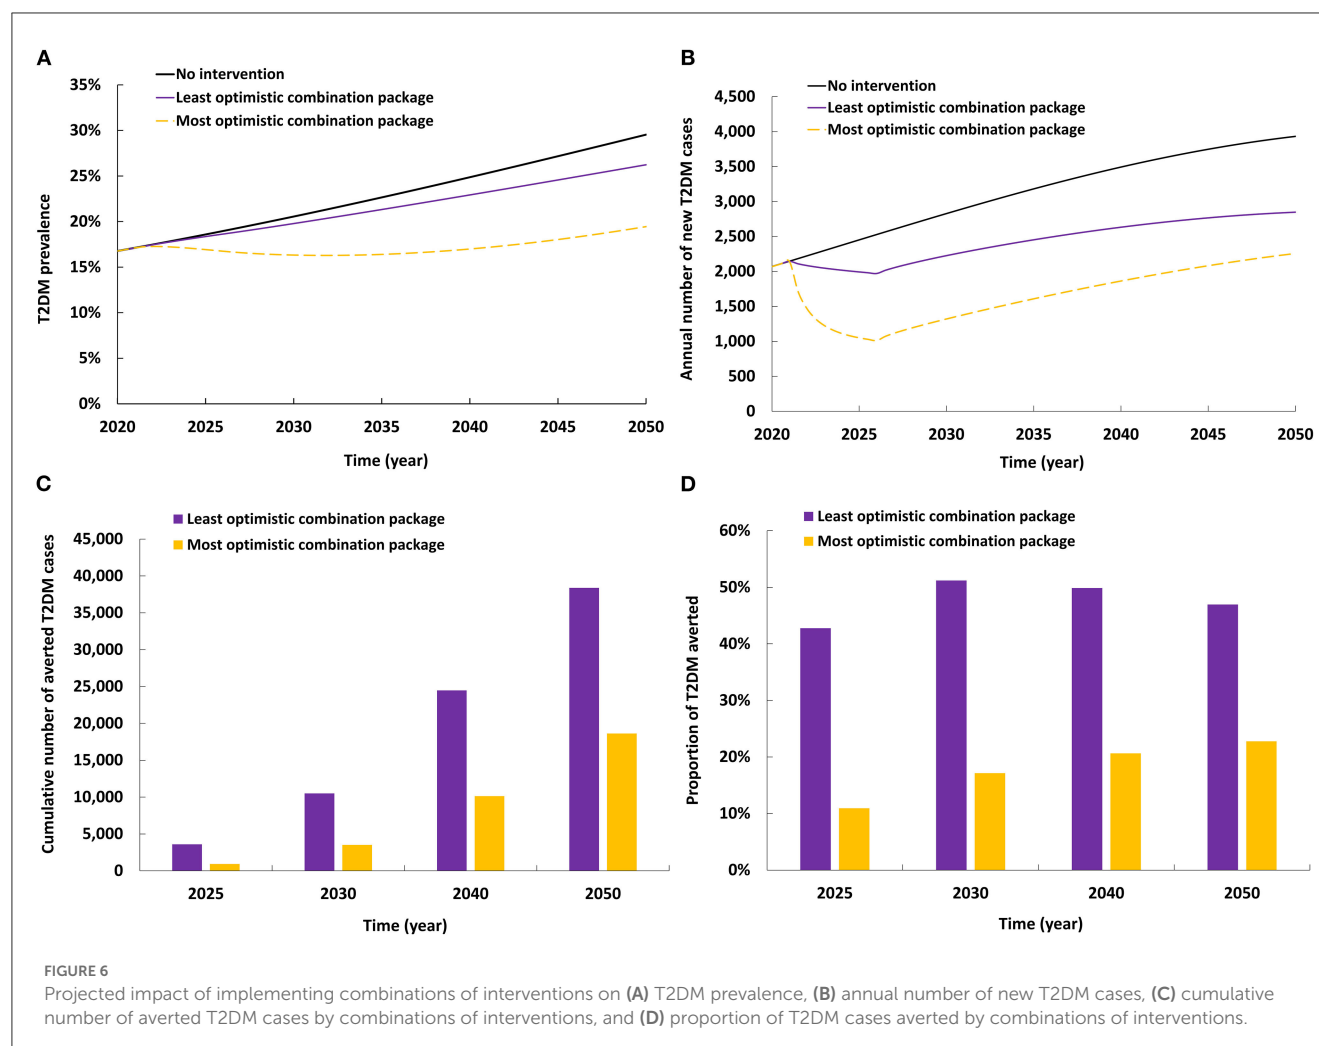 A
No intervention
Least optimistic combination package
Most optimistic combination package
35%
30%
25%
20%
15%
10%
5%
0%
T2DM prevalence
2020 2025 2030 2035 2040 2045 2050
Time (year)
B
No intervention
Least optimistic combination package
Most optimistic combination package
4,500
4,000
3,500
3,000
2,500
2,000
1,500
1,000
500
0
Annual number of new T2DM cases
2020 2025 2030 2035 2040 2045 2050
Time (year)
C
Least optimistic combination package
Most optimistic combination package
45,000
40,000
35,000
30,000
25,000
20,000
15,000
10,000
5,000
0
Cumulative number of averted T2DM cases
2025 2030 2040 2050
Time (year)
D
Least optimistic combination package
Most optimistic combination package
60%
50%
40%
30%
20%
10%
0%
Proportion of T2DM averted
2025 2030 2040 2050
Time (year)
FIGURE 6
Projected impact of implementing combinations of interventions on (A) T2DM prevalence, (B) annual number of new T2DM cases, (C) cumulative
number of averted T2DM cases by combinations of interventions, and (D) proportion of T2DM cases averted by combinations of interventions.